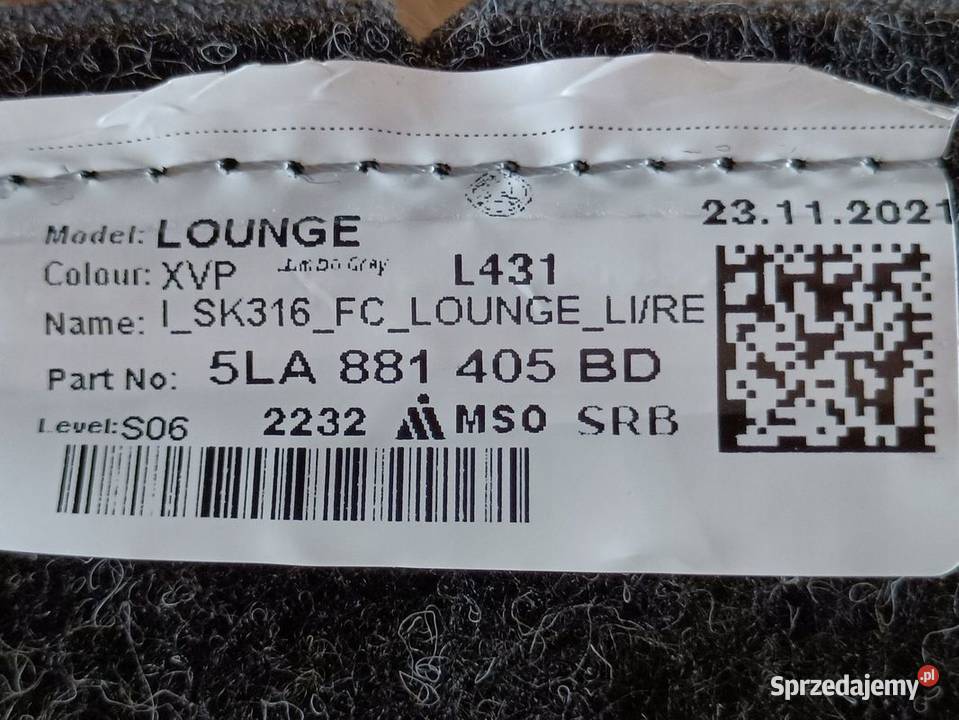 23.11.2021
Model: LOUNGE
Colour: XVP L431
Name: I_SK316_FC_LOUNGE_LI/RE
Part No: 5LA 881 405 BD
Level: S06 2232 MSO SRB
Sprzedajemy.pl